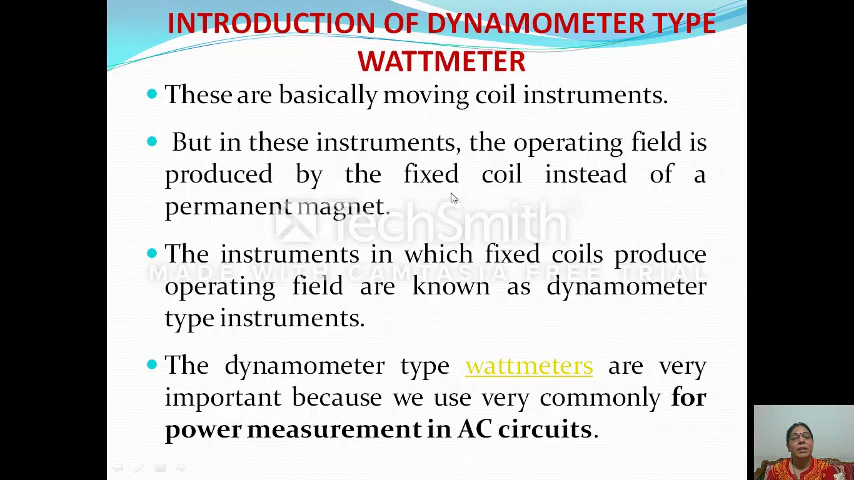 INTRODUCTION OF DYNAMOMETER TYPE
WATTMETER
• These are basically moving coil instruments.
• But in these instruments, the operating field is
produced by the fixed coil instead of a
permanent magnet.
TechSmith
• The instruments in which fixed coils produce
MADE WITH CAMTASIA FREE TRIAL
operating field are known as dynamometer
type instruments.
• The dynamometer type wattmeters are very
important because we use very commonly for
power measurement in AC circuits.